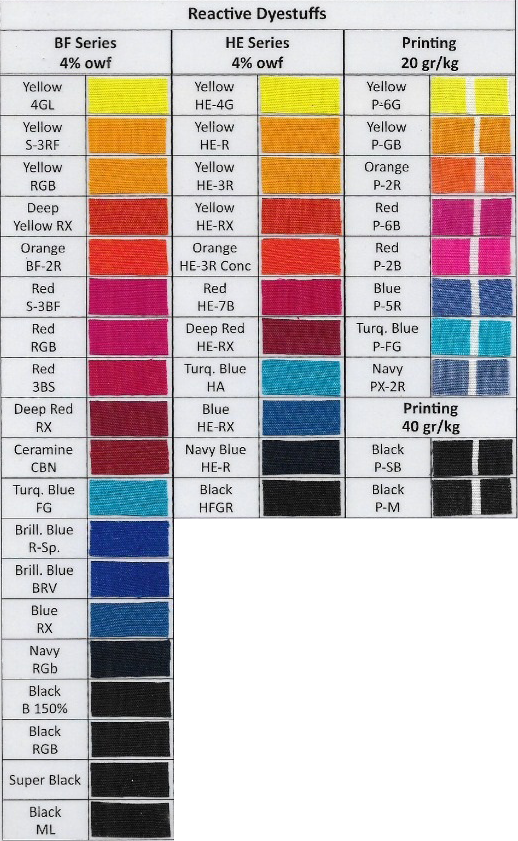 Reactive Dyestuffs
BF Series
4% owf
HE Series
4% owf
Printing
20 gr/kg
Yellow
4GL
Yellow
HE-4G
Yellow
P-6G
Yellow
S-3RF
Yellow
HE-R
Yellow
P-GB
Yellow
RGB
Yellow
HE-3R
Orange
P-2R
Deep
Yellow RX
Yellow
HE-RX
Red
P-6B
Orange
BF-2R
Orange
HE-3R Conc
Red
P-2B
Red
S-3BF
Red
HE-7B
Blue
P-5R
Red
RGB
Deep Red
HE-RX
Turq. Blue
P-FG
Red
3BS
Turq. Blue
HA
Navy
PX-2R
Deep Red
RX
Blue
HE-RX
Printing
40 gr/kg
Ceramine
CBN
Navy Blue
HE-R
Black
P-SB
Turq. Blue
FG
Black
HFGR
Black
P-M
Brill. Blue
R-Sp.
Brill. Blue
BRV
Blue
RX
Navy
RGb
Black
B 150%
Black
RGB
Super Black
Black
ML